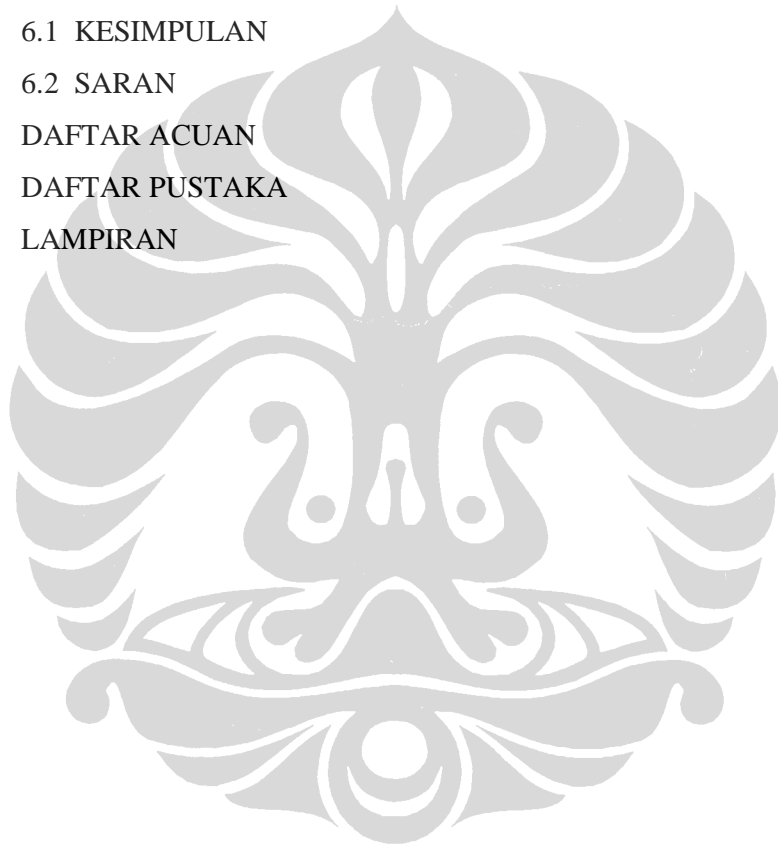 6.1 KESIMPULAN
6.2 SARAN
DAFTAR ACUAN
DAFTAR PUSTAKA
LAMPIRAN